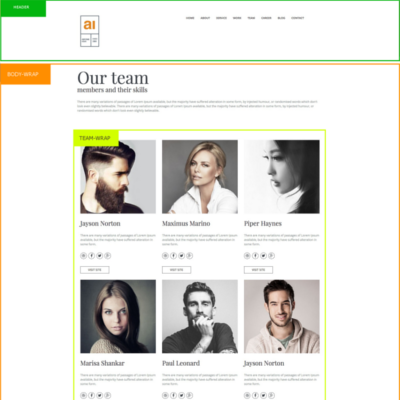 HEADER
ai
HOME ABOUT SERVICE WORK TEAM CAREER BLOG CONTACT
BODY-WRAP
Our team
members and their skills
There are many variations of passages of Lorem Ipsum available, but the majority have suffered alteration in some form, by injected humour, or randomised words which don't look even slightly believable. There are many variations of passages of Lorem Ipsum available, but the majority have suffered alteration in some form, by injected humour, or randomised words which don't look even slightly believable.
TEAM-WRAP
Jayson Norton Maximus Marino Piper Haynes
There are many variations of passages of Lorem Ipsum available, but the majority have suffered alteration in some form.
There are many variations of passages of Lorem Ipsum available, but the majority have suffered alteration in some form.
There are many variations of passages of Lorem Ipsum available, but the majority have suffered alteration in some form.
VISIT SITE VISIT SITE
Marisa Shankar Paul Leonard Jayson Norton
There are many variations of passages of Lorem Ipsum available, but the majority have suffered alteration in
There are many variations of passages of Lorem Ipsum available, but the majority have suffered alteration in
There are many variations of passages of Lorem Ipsum available, but the majority have suffered alteration in